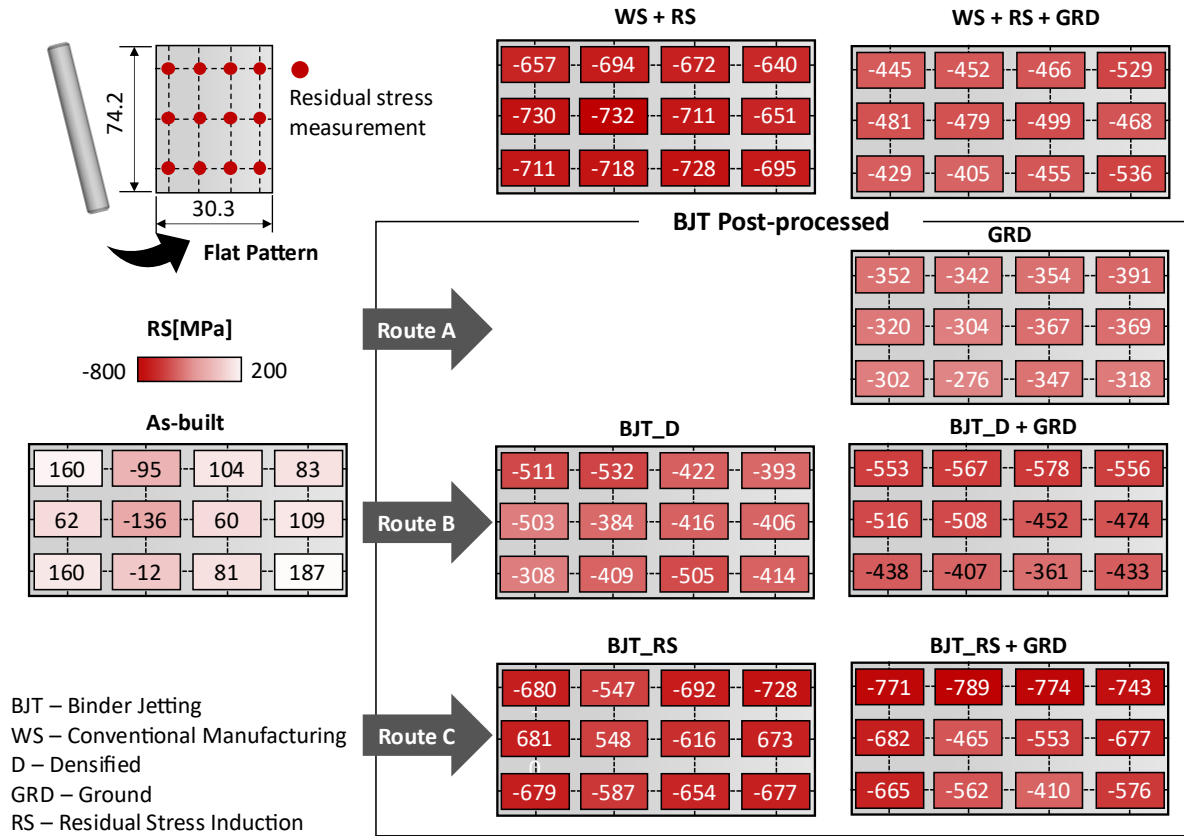 WS + RS
WS + RS + GRD
-657 -694 -672 -640
-730 -732 -711 -651
-711 -718 -728 -695
-445 -452 -466 -529
-481 -479 -499 -468
-429 -405 -455 -536
74.2
30.3
Residual stress
measurement
Flat Pattern
BJT Post-processed
RS[MPa]
-800 200
As-built
160 -95 104 83
62 -136 60 109
160 -12 81 187
Route A
GRD
-352 -342 -354 -391
-320 -304 -367 -369
-302 -276 -347 -318
Route B
BJT_D
-511 -532 -422 -393
-503 -384 -416 -406
-308 -409 -505 -414
BJT_D + GRD
-553 -567 -578 -556
-516 -508 -452 -474
-438 -407 -361 -433
Route C
BJT_RS
-680 -547 -692 -728
681 548 -616 673
-679 -587 -654 -677
BJT_RS + GRD
-771 -789 -774 -743
-682 -465 -553 -677
-665 -562 -410 -576
BJT – Binder Jetting
WS – Conventional Manufacturing
D – Densified
GRD – Ground
RS – Residual Stress Induction